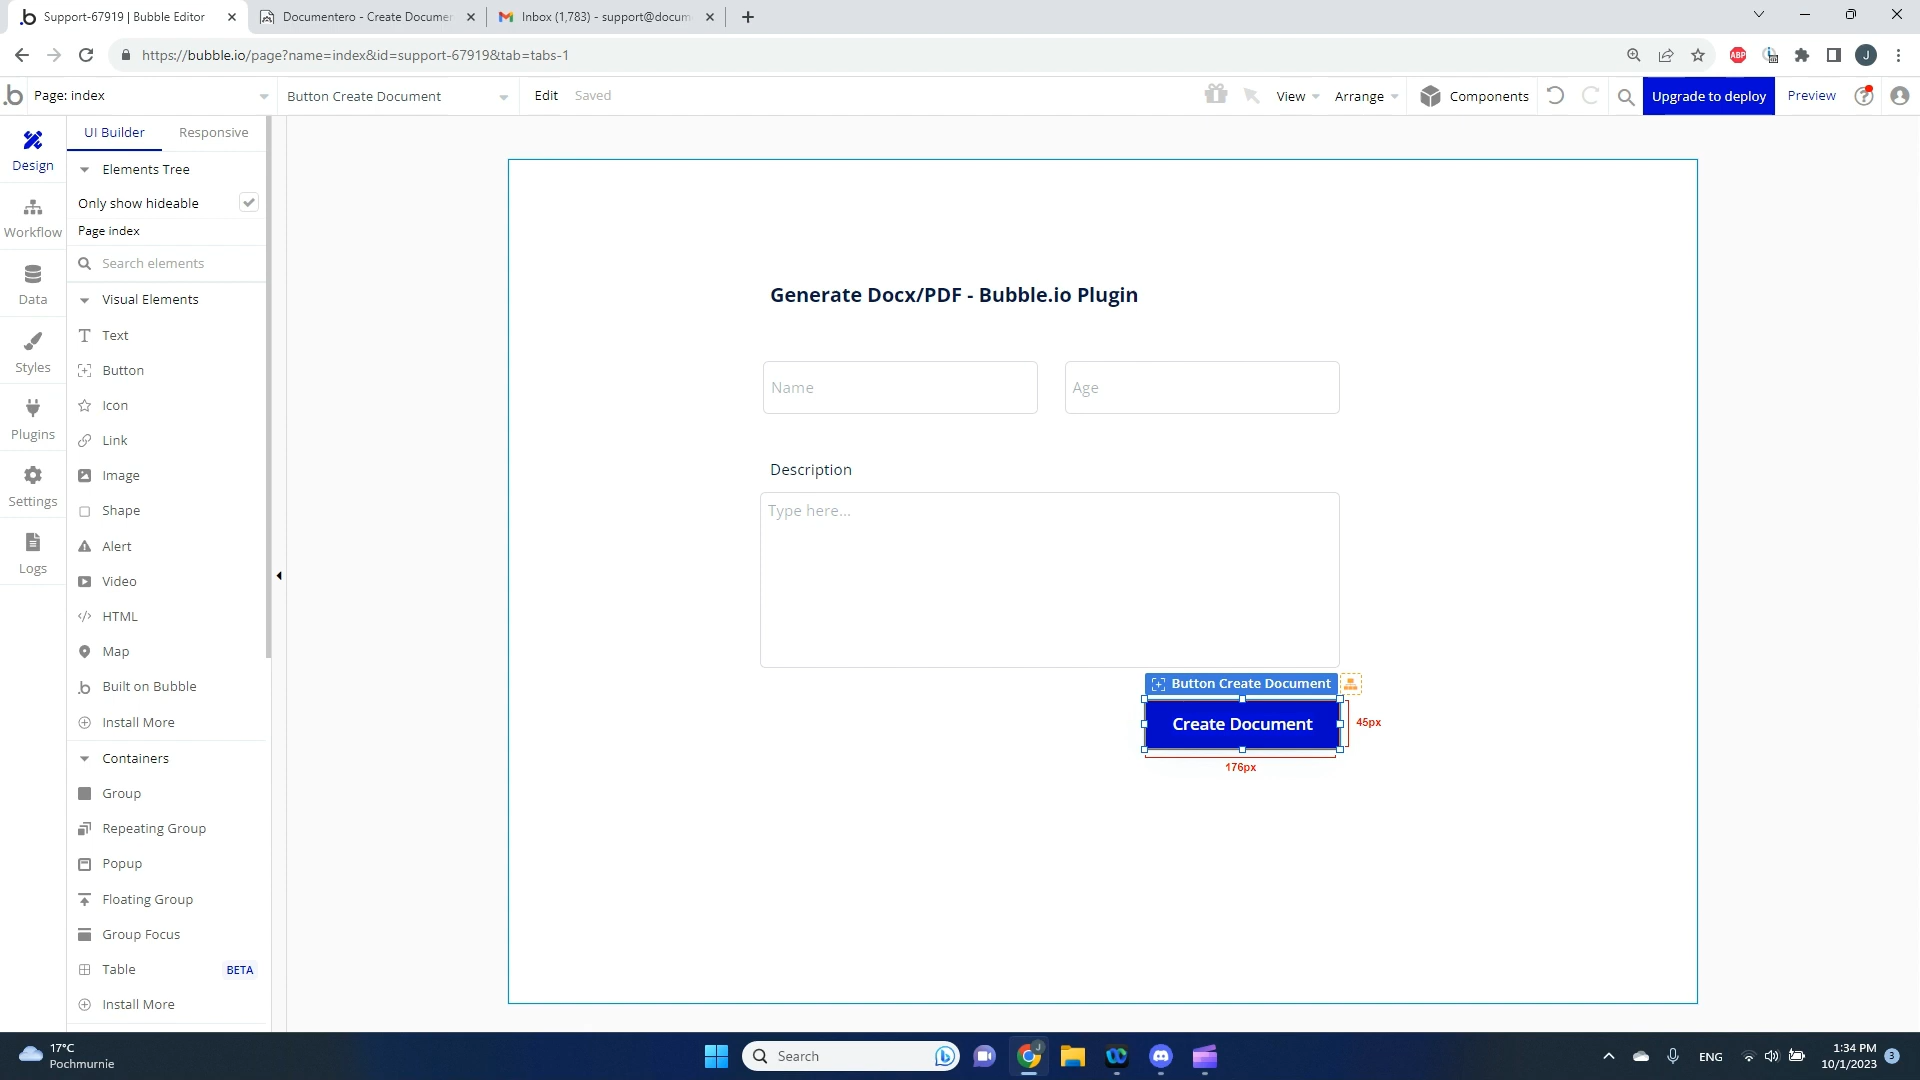 Support-67919 | Bubble Editor
Documentero - Create Documer
Inbox (1,783) - support@docum
https://bubble.io/page?name=index&id=support-67919&tab=tabs-1
ABP
J
.b
Page: index
Button Create Document
Edit
Saved
View
Arrange
Components
Upgrade to deploy
Preview
Design
Workflow
Data
Styles
Plugins
Settings
Logs
UI Builder
Responsive
Elements Tree
Only show hideable
Page index
Search elements
Visual Elements
Text
Button
Icon
Link
Image
Shape
Alert
Video
HTML
Map
Built on Bubble
Install More
Containers
Group
Repeating Group
Popup
Floating Group
Group Focus
Table
BETA
Install More
Generate Docx/PDF - Bubble.io Plugin
Name
Age
Description
Type here...
Button Create Document
Create Document
45px
176px
17°C
Pochmurnie
Search
ENG
1:34 PM
10/1/2023
3